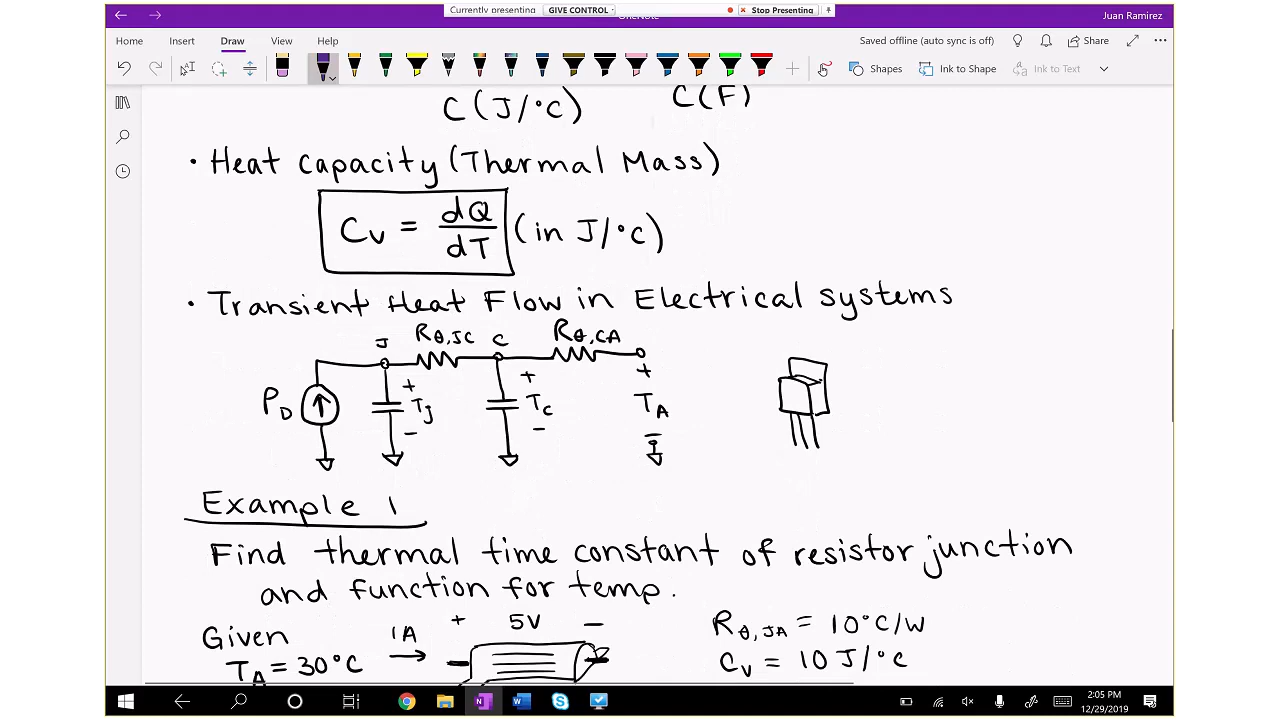 Currently presenting GIVE CONTROL Stop Presenting
OneNote
Juan Ramirez
Home Insert Draw View Help
Saved offline (auto sync is off) Share
Shapes Ink to Shape Ink to Text
C (J/°C) C (F)
• Heat capacity (Thermal Mass)
Cv = dQ/dT (in J/°C)
• Transient Heat Flow in Electrical systems
J Rθ,JC C Rθ,CA
PD + Tj − + Tc − + TA −
Example 1
Find thermal time constant of resistor junction
and function for temp.
Given 1A + 5V − Rθ,JA = 10°C/W
TA = 30°C Cv = 10 J/°C
2:05 PM
12/29/2019